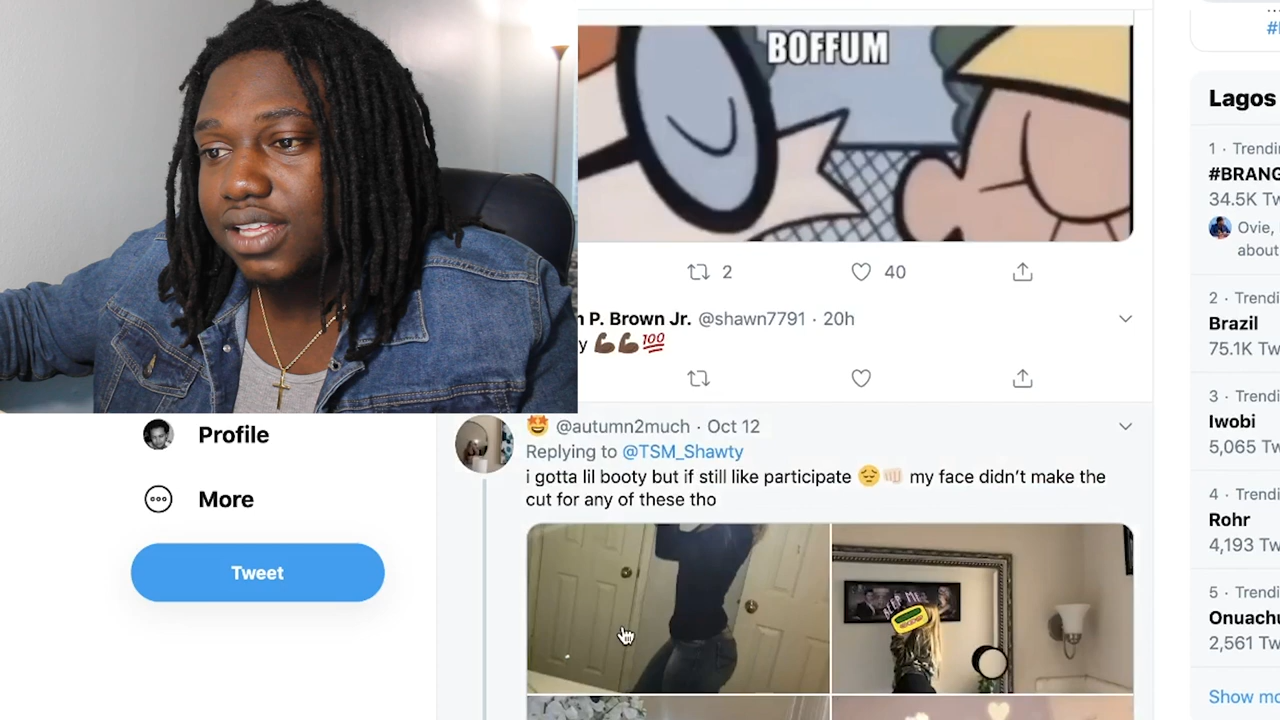 BOFFUM
2
40
P. Brown Jr. @shawn7791 · 20h
y 💪🏿💪🏿💯
Profile
More
Tweet
🤩 @autumn2much · Oct 12
Replying to @TSM_Shawty
i gotta lil booty but if still like participate 😔👊🏻 my face didn't make the
cut for any of these tho
BEEP ME
Lagos
1 · Trendi
#BRANG
34.5K Tw
Ovie,
about
2 · Trendi
Brazil
75.1K Tw
3 · Trendi
Iwobi
5,065 Tw
4 · Trendi
Rohr
4,193 Tw
5 · Trendi
Onuachu
2,561 Tw
Show mo